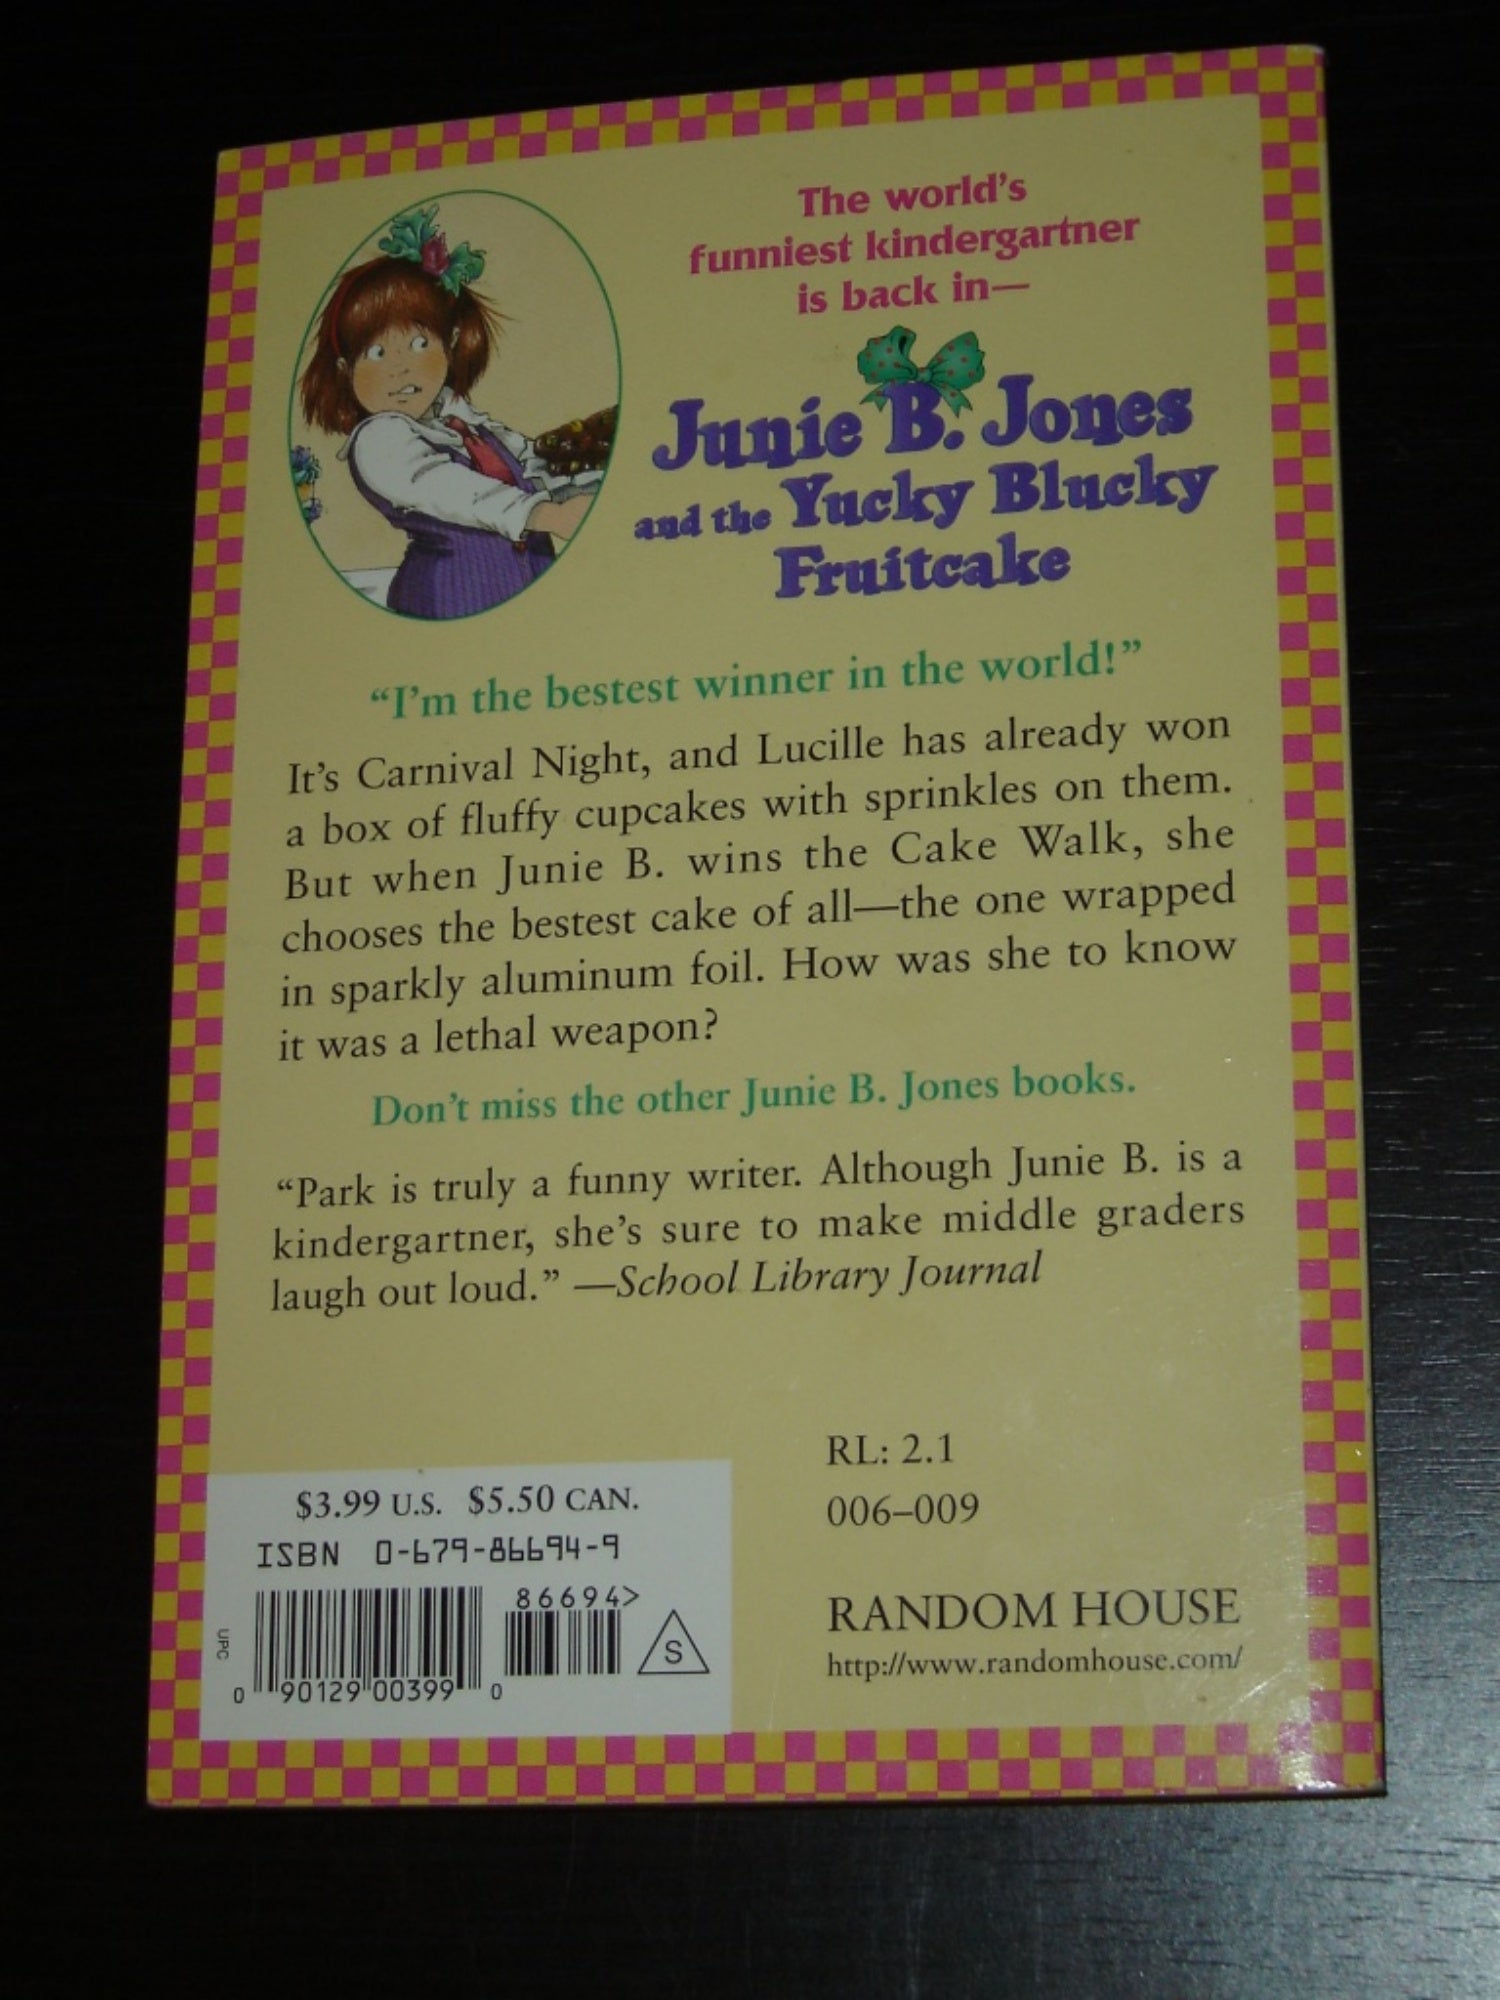 The world's
funniest kindergartner
is back in—
Junie B. Jones
and the Yucky Blucky
Fruitcake
“I'm the bestest winner in the world!”
It's Carnival Night, and Lucille has already won
a box of fluffy cupcakes with sprinkles on them.
But when Junie B. wins the Cake Walk, she
chooses the bestest cake of all—the one wrapped
in sparkly aluminum foil. How was she to know
it was a lethal weapon?
Don't miss the other Junie B. Jones books.
“Park is truly a funny writer. Although Junie B. is a
kindergartner, she's sure to make middle graders
laugh out loud.” —School Library Journal
RL: 2.1
006–009
$3.99 U.S. $5.50 CAN.
ISBN 0-679-86694-9
86694>
S
UPC
0 90129 00399 0
RANDOM HOUSE
http://www.randomhouse.com/